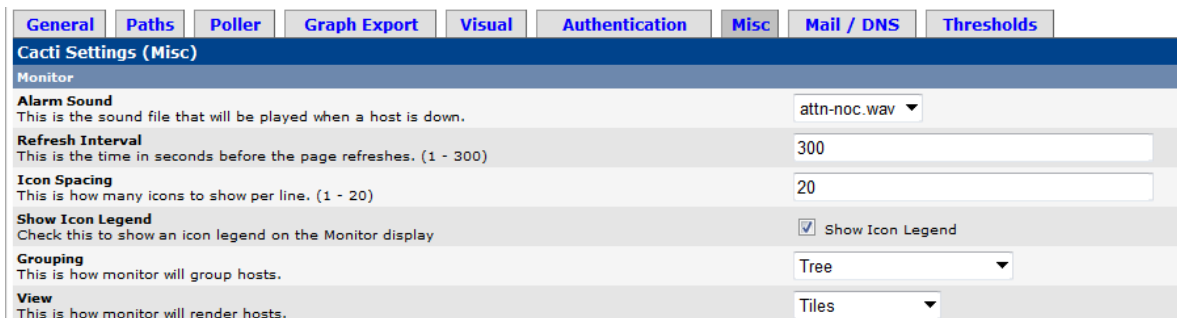 General Paths Poller Graph Export Visual Authentication Misc Mail / DNS Thresholds
Cacti Settings (Misc)
Monitor
Alarm Sound
This is the sound file that will be played when a host is down.
attn-noc.wav
Refresh Interval
This is the time in seconds before the page refreshes. (1 - 300)
300
Icon Spacing
This is how many icons to show per line. (1 - 20)
20
Show Icon Legend
Check this to show an icon legend on the Monitor display
Show Icon Legend
Grouping
This is how monitor will group hosts.
Tree
View
This is how monitor will render hosts.
Tiles